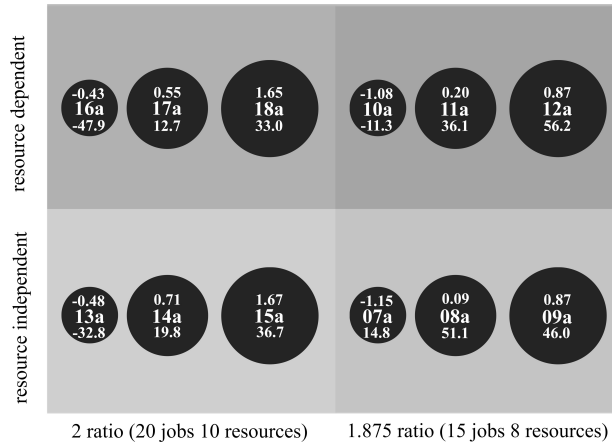 resource dependent
-0.43
16a
-47.9
0.55
17a
12.7
1.65
18a
33.0
-1.08
10a
-11.3
0.20
11a
36.1
0.87
12a
56.2
resource independent
-0.48
13a
-32.8
0.71
14a
19.8
1.67
15a
36.7
-1.15
07a
14.8
0.09
08a
51.1
0.87
09a
46.0
2 ratio (20 jobs 10 resources)
1.875 ratio (15 jobs 8 resources)